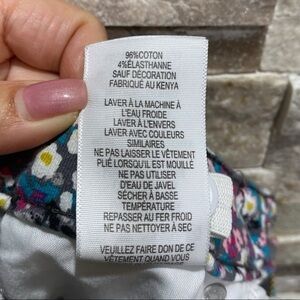 96%COTON
4%ÉLASTHANNE
SAUF DÉCORATION
FABRIQUÉ AU KENYA
LAVER À LA MACHINE À
L'EAU FROIDE
LAVER À L'ENVERS
LAVER AVEC COULEURS
SIMILAIRES
NE PAS LAISSER LE VÊTEMENT
PLIÉ LORSQU'IL EST MOUILLÉ
NE PAS UTILISER
D'EAU DE JAVEL
SÉCHER À BASSE
TEMPÉRATURE
REPASSER AU FER FROID
NE PAS NETTOYER À SEC
VEUILLEZ FAIRE DON DE CE
VÊTEMENT QUAND VOUS